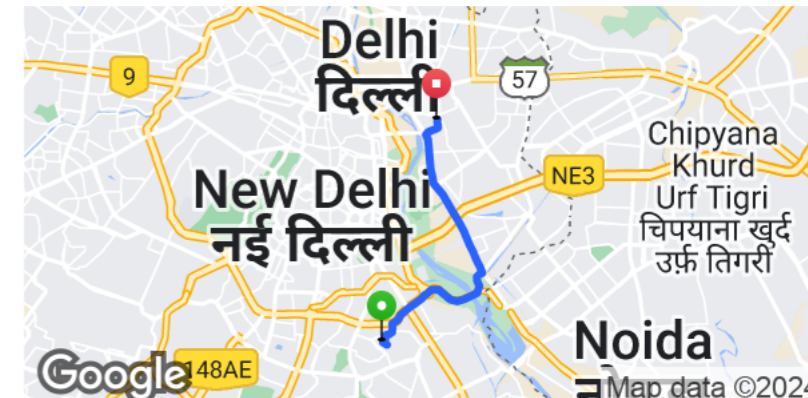 Delhi
दिल्ली
9
57
Chipyana
Khurd
Urf Tigri
चिपयाना खुर्द
उर्फ़ तिगरी
NE3
New Delhi
नई दिल्ली
Noida
Google
148AE
Map data ©2024